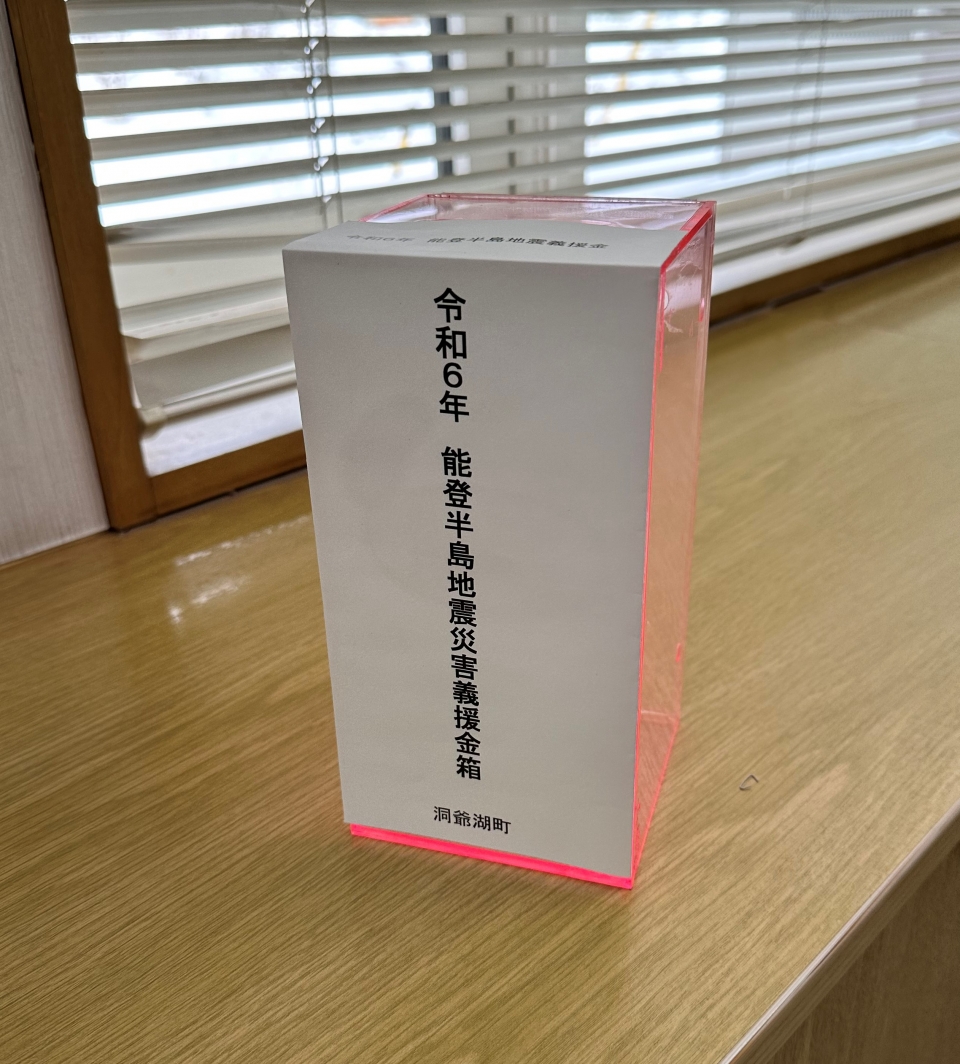 令和6年 能登半島地震義援金
令和6年 能登半島地震災害義援金箱
洞爺湖町